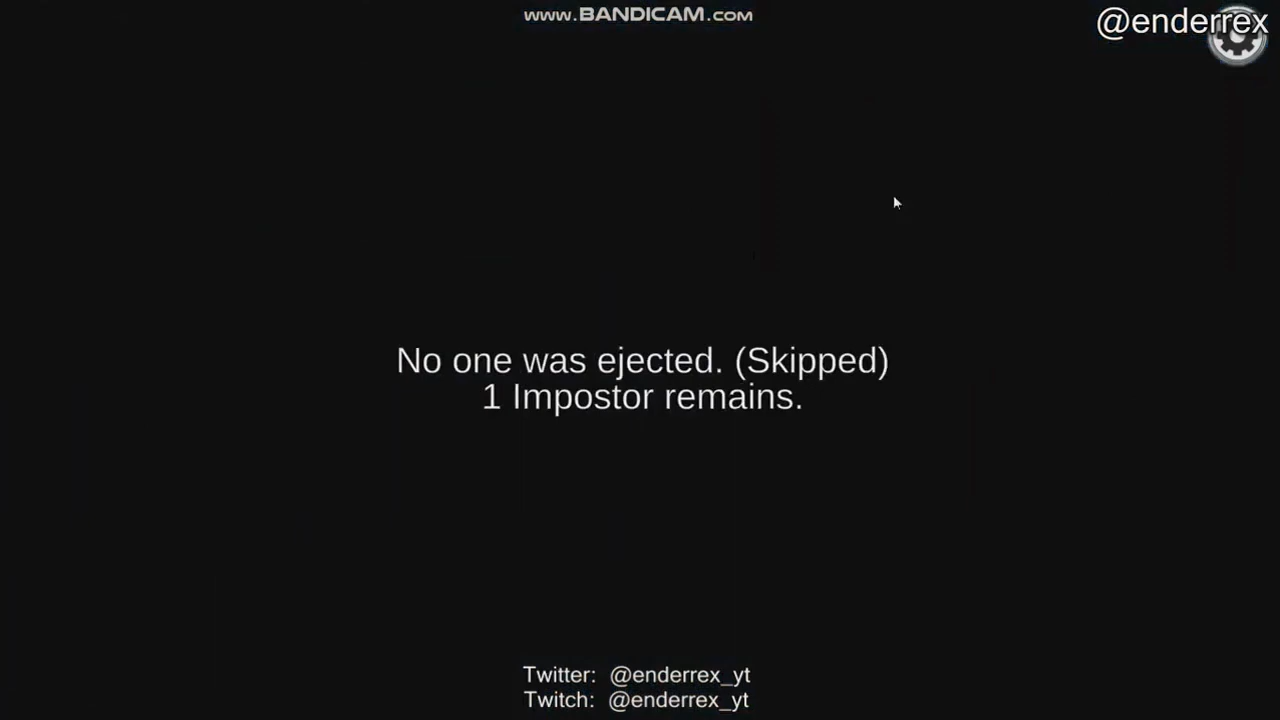 www.BANDICAM.com
@enderrex
No one was ejected. (Skipped)
1 Impostor remains.
Twitter: @enderrex_yt
Twitch: @enderrex_yt